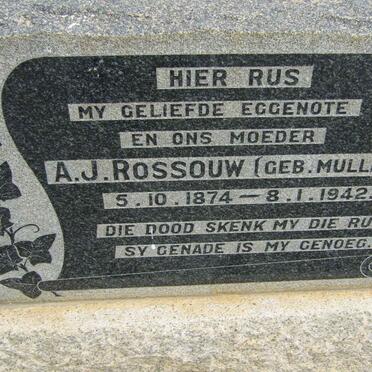 HIER RUS
MY GELIEFDE EGGENOTE
EN ONS MOEDER
A.J. ROSSOUW (GEB. MULL
5.10.1874 — 8.1.1942
DIE DOOD SKENK MY DIE RU
SY GENADE IS MY GENOEG.